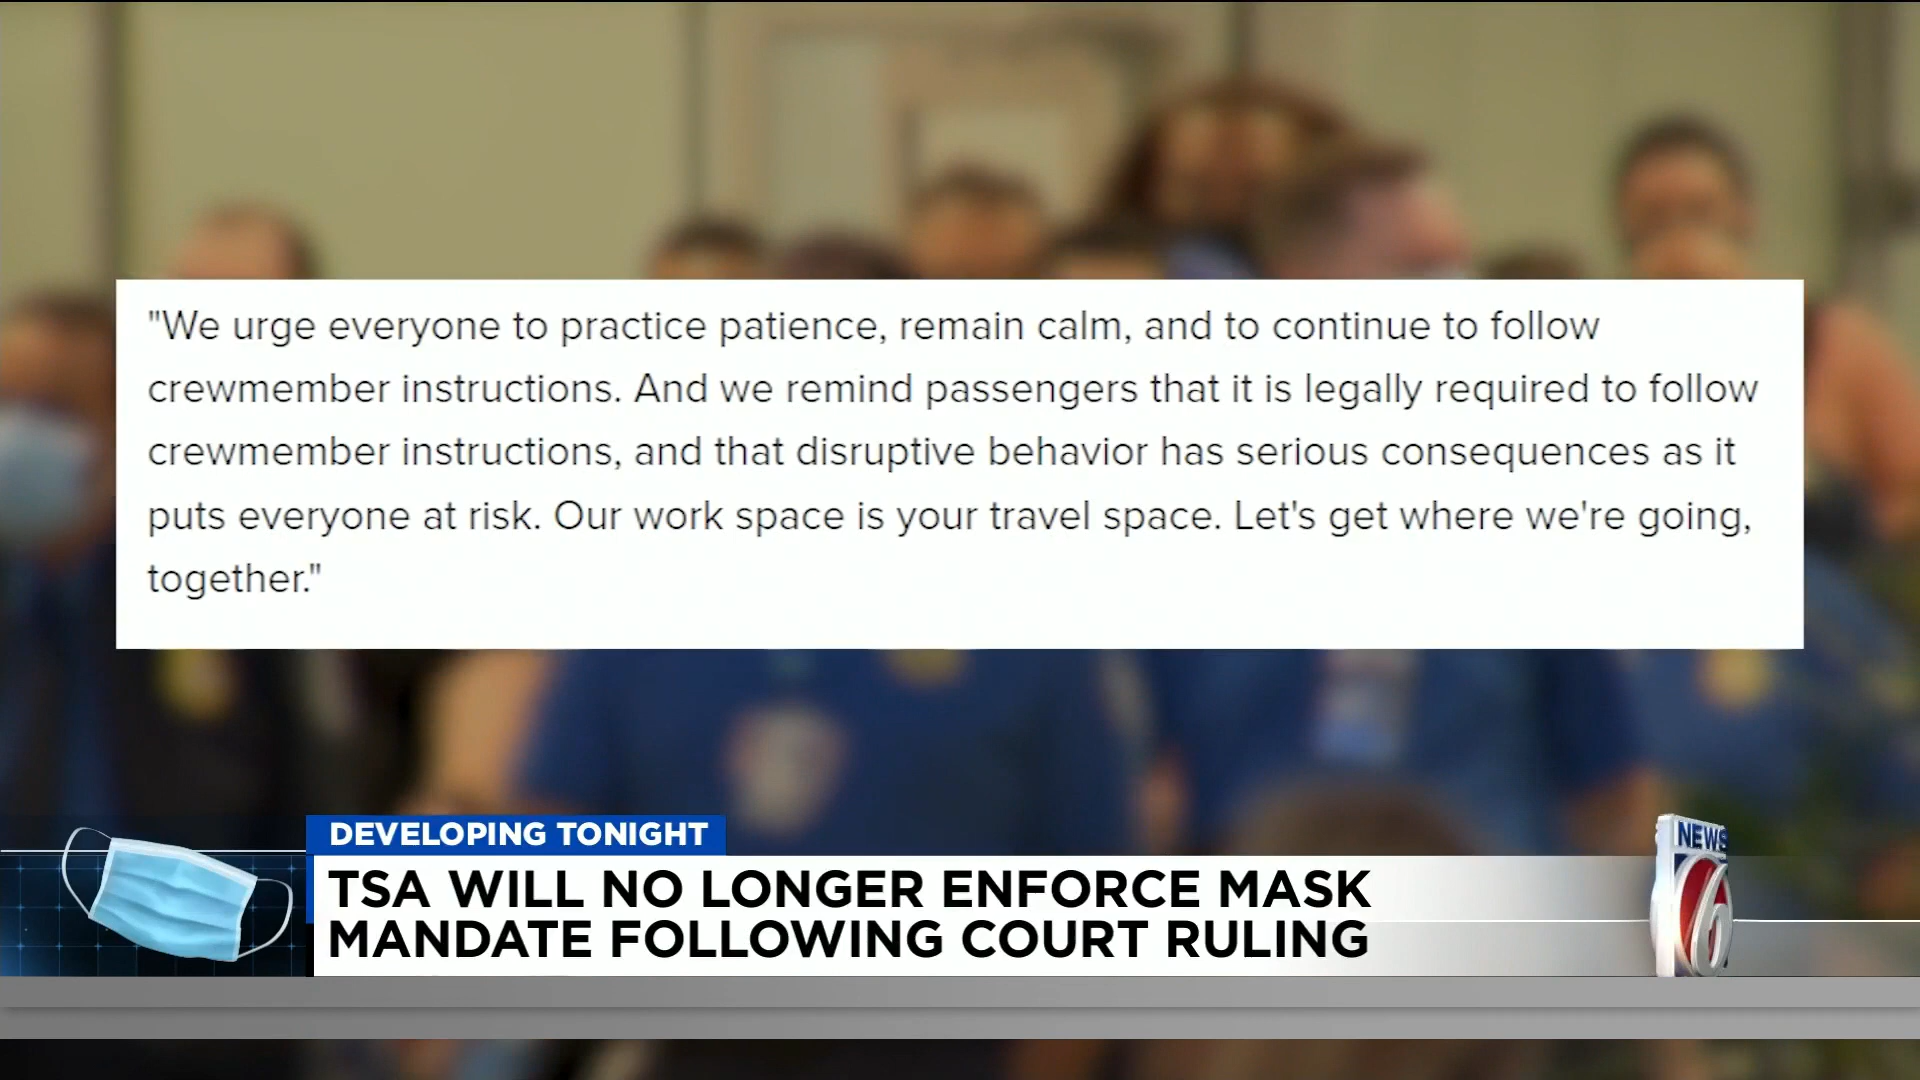 "We urge everyone to practice patience, remain calm, and to continue to follow
crewmember instructions. And we remind passengers that it is legally required to follow
crewmember instructions, and that disruptive behavior has serious consequences as it
puts everyone at risk. Our work space is your travel space. Let's get where we're going,
together."
DEVELOPING TONIGHT
TSA WILL NO LONGER ENFORCE MASK
MANDATE FOLLOWING COURT RULING
NEWS
6